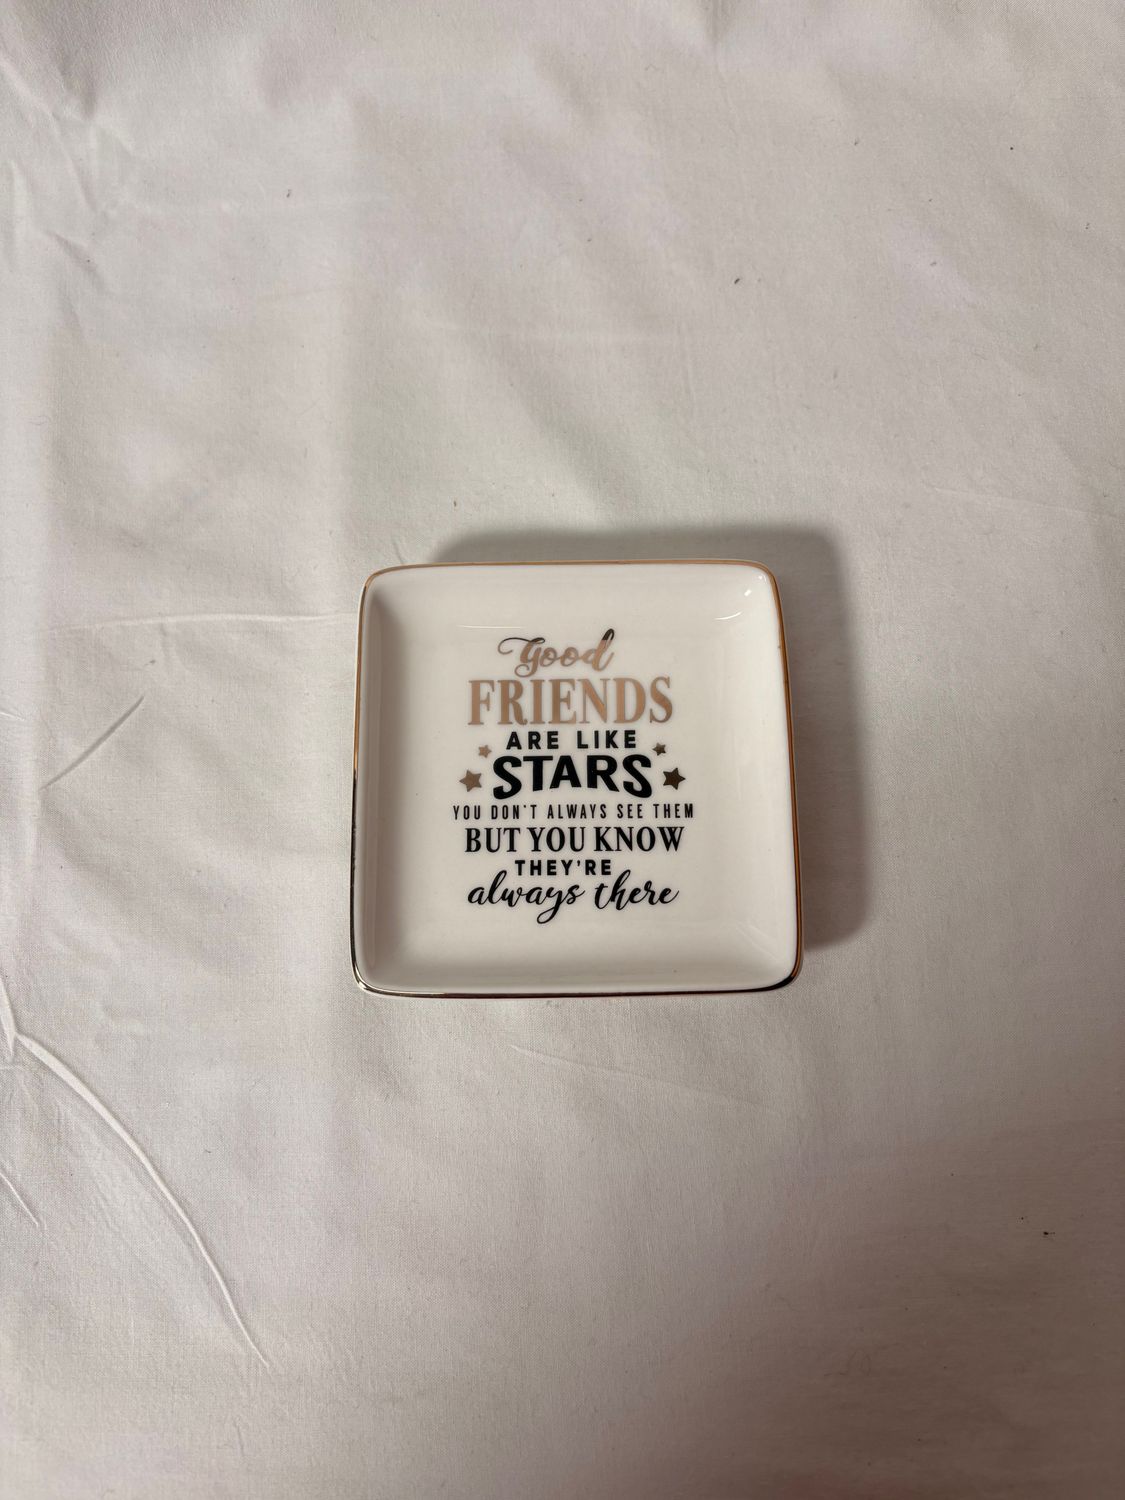 Good
FRIENDS
ARE LIKE
STARS
YOU DON'T ALWAYS SEE THEM
BUT YOU KNOW
THEY'RE
always there